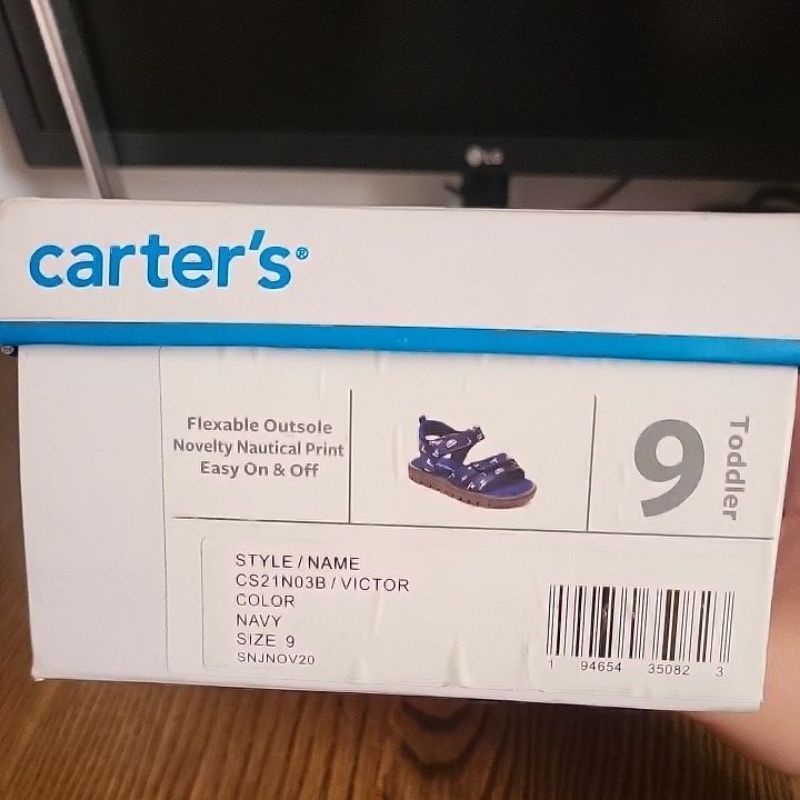 LG
carter's®
Flexable Outsole
Novelty Nautical Print
Easy On & Off
9
Toddler
STYLE / NAME
CS21N03B / VICTOR
COLOR
NAVY
SIZE 9
SNJNOV20
1 94654 35082 3